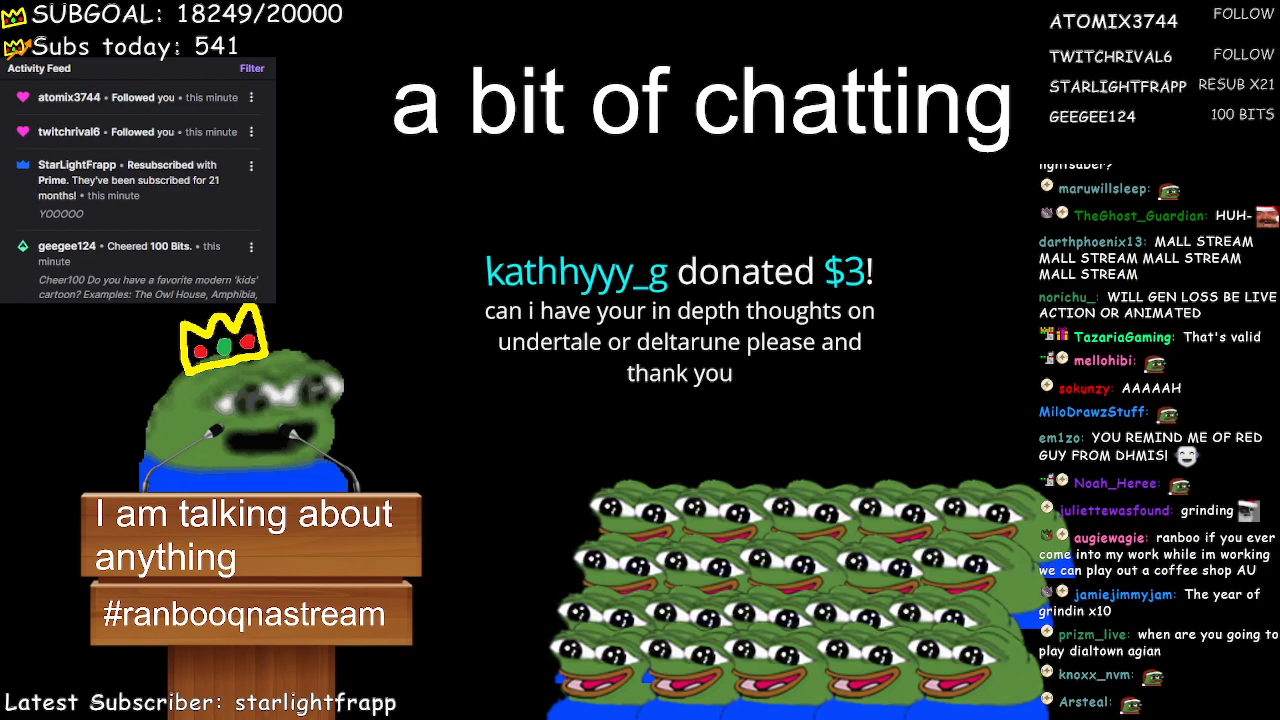 SUBGOAL: 18249/20000
Subs today: 541
Activity Feed
Filter
atomix3744 • Followed you • this minute
twitchrival6 • Followed you • this minute
StarLightFrapp • Resubscribed with
Prime. They've been subscribed for 21
months! • this minute
YOOOOO
geegee124 • Cheered 100 Bits. • this
minute
Cheer100 Do you have a favorite modern 'kids'
cartoon? Examples: The Owl House, Amphibia,
a bit of chatting
kathhyyy_g donated $3!
can i have your in depth thoughts on
undertale or deltarune please and
thank you
I am talking about
anything
#ranbooqnastream
Latest Subscriber: starlightfrapp
ATOMIX3744 FOLLOW
TWITCHRIVAL6 FOLLOW
STARLIGHTFRAPP RESUB X21
GEEGEE124 100 BITS
lightsaber?
maruwillsleep:
TheGhost_Guardian: HUH-
darthphoenix13: MALL STREAM
MALL STREAM MALL STREAM
MALL STREAM
norichu_: WILL GEN LOSS BE LIVE
ACTION OR ANIMATED
TazariaGaming: That's valid
mellohibi:
sokunzy: AAAAAH
MiloDrawzStuff:
em1zo: YOU REMIND ME OF RED
GUY FROM DHMIS!
Noah_Heree:
juliettewasfound: grinding
augiewagie: ranboo if you ever
come into my work while im working
we can play out a coffee shop AU
jamiejimmyjam: The year of
grindin x10
prizm_live: when are you going to
play dialtown agian
knoxx_nvm:
Arsteal: